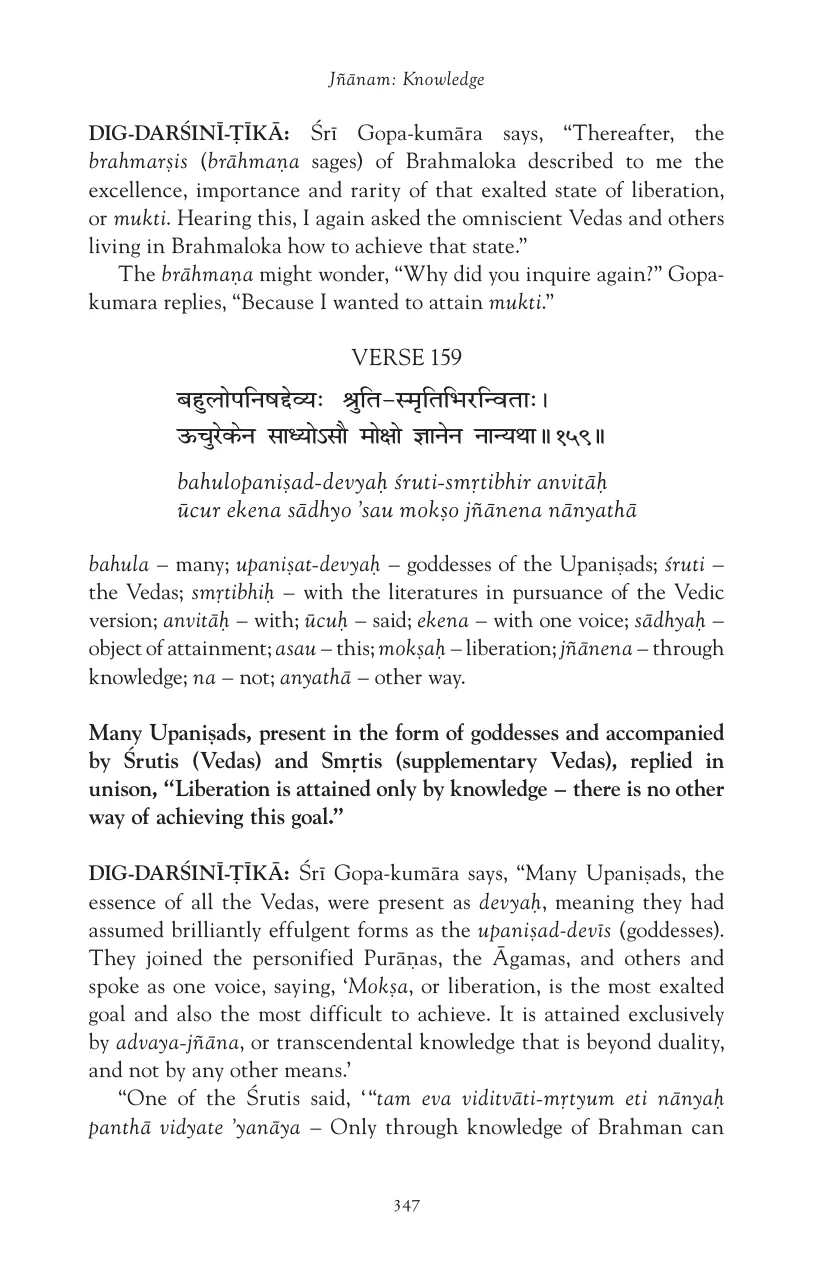 Jñānam: Knowledge
DIG-DARŚINĪ-ṬĪKĀ: Śrī Gopa-kumāra says, “Thereafter, the
brahmarṣis (brāhmaṇa sages) of Brahmaloka described to me the
excellence, importance and rarity of that exalted state of liberation,
or mukti. Hearing this, I again asked the omniscient Vedas and others
living in Brahmaloka how to achieve that state.”
The brāhmaṇa might wonder, “Why did you inquire again?” Gopa-
kumara replies, “Because I wanted to attain mukti.”
VERSE 159
बहुलोपनिषद्देव्यः श्रुति-स्मृतिभिरन्विताः।
ऊचुरेकेन साध्योऽसौ मोक्षो ज्ञानेन नान्यथा॥१५९॥
bahulopaniṣad-devyaḥ śruti-smṛtibhir anvitāḥ
ūcur ekena sādhyo ’sau mokṣo jñānena nānyathā
bahula – many; upaniṣat-devyaḥ – goddesses of the Upaniṣads; śruti –
the Vedas; smṛtibhiḥ – with the literatures in pursuance of the Vedic
version; anvitāḥ – with; ūcuḥ – said; ekena – with one voice; sādhyaḥ –
object of attainment; asau – this; mokṣaḥ – liberation; jñānena – through
knowledge; na – not; anyathā – other way.
Many Upaniṣads, present in the form of goddesses and accompanied
by Śrutis (Vedas) and Smṛtis (supplementary Vedas), replied in
unison, “Liberation is attained only by knowledge – there is no other
way of achieving this goal.”
DIG-DARŚINĪ-ṬĪKĀ: Śrī Gopa-kumāra says, “Many Upaniṣads, the
essence of all the Vedas, were present as devyaḥ, meaning they had
assumed brilliantly effulgent forms as the upaniṣad-devīs (goddesses).
They joined the personified Purāṇas, the Āgamas, and others and
spoke as one voice, saying, ‘Mokṣa, or liberation, is the most exalted
goal and also the most difficult to achieve. It is attained exclusively
by advaya-jñāna, or transcendental knowledge that is beyond duality,
and not by any other means.’
“One of the Śrutis said, ‘“tam eva viditvāti-mṛtyum eti nānyaḥ
panthā vidyate ’yanāya – Only through knowledge of Brahman can
347